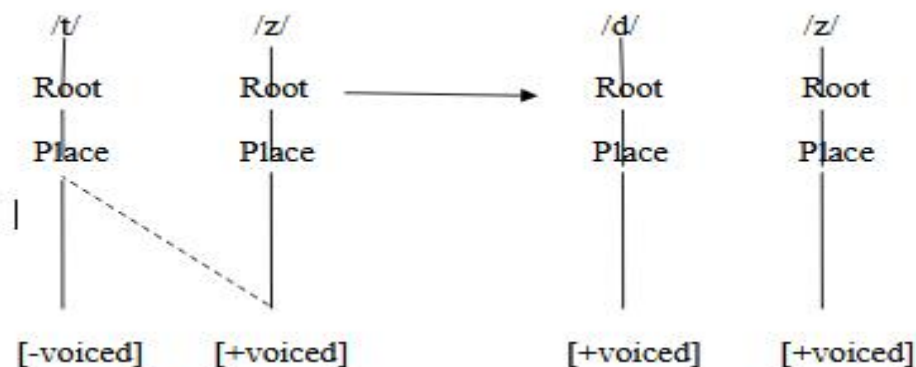 /t/ /z/ /d/ /z/
Root Root Root Root
Place Place Place Place
[-voiced] [+voiced] [+voiced] [+voiced]